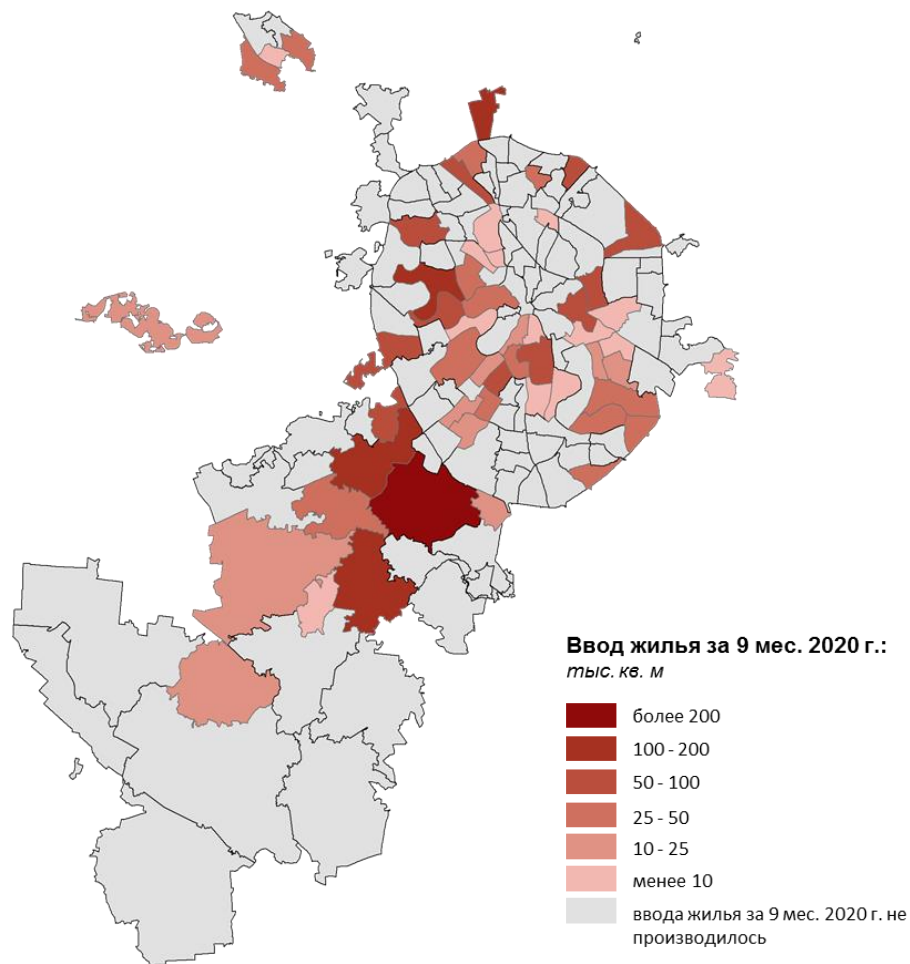 Ввод жилья за 9 мес. 2020 г.:
тыс. кв. м
более 200
100 - 200
50 - 100
25 - 50
10 - 25
менее 10
ввода жилья за 9 мес. 2020 г. не
производилось